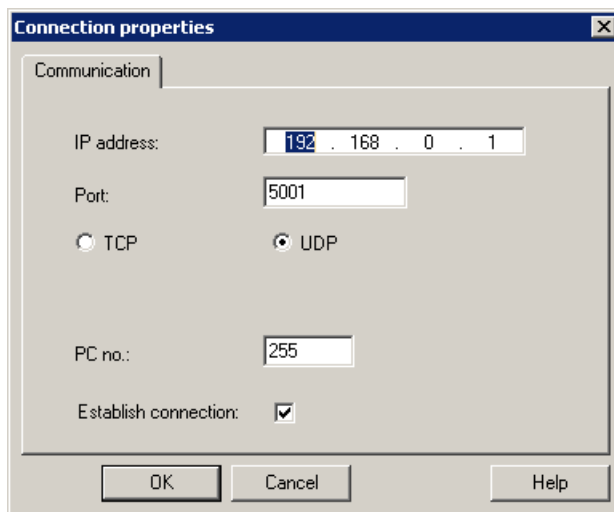 Connection properties
Communication
IP address: 192 . 168 . 0 . 1
Port: 5001
TCP UDP
PC no.: 255
Establish connection:
OK Cancel Help